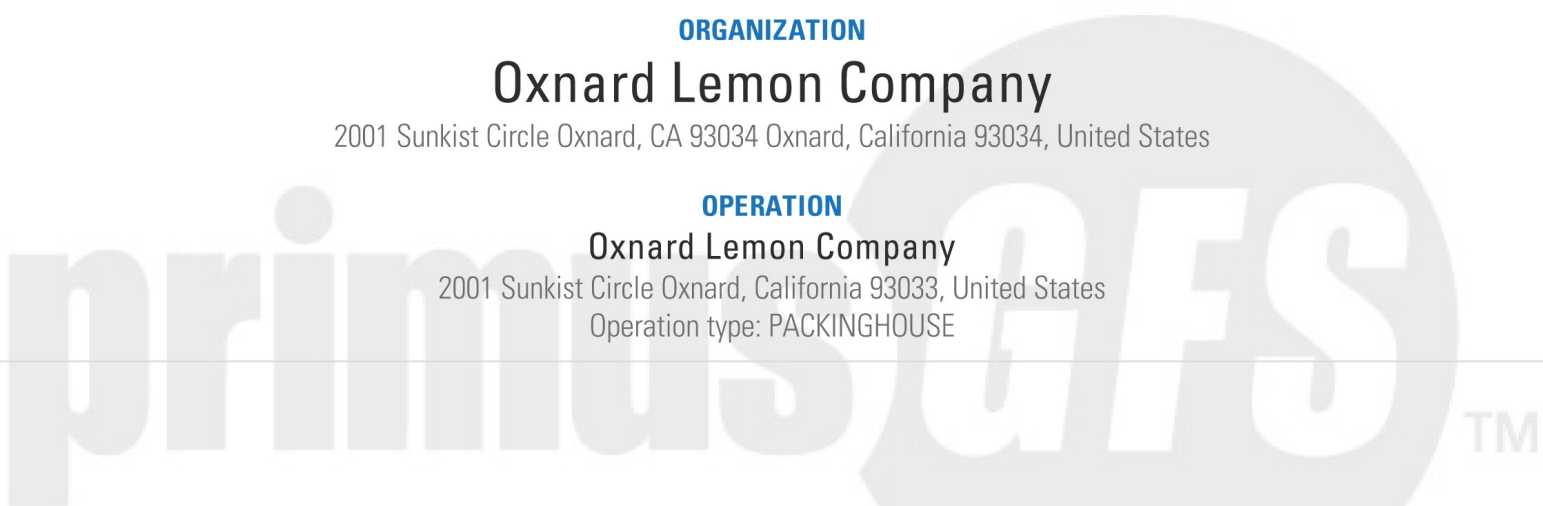 ORGANIZATION
Oxnard Lemon Company
2001 Sunkist Circle Oxnard, CA 93034 Oxnard, California 93034, United States
OPERATION
Oxnard Lemon Company
2001 Sunkist Circle Oxnard, California 93033, United States
Operation type: PACKINGHOUSE
primusGFS TM